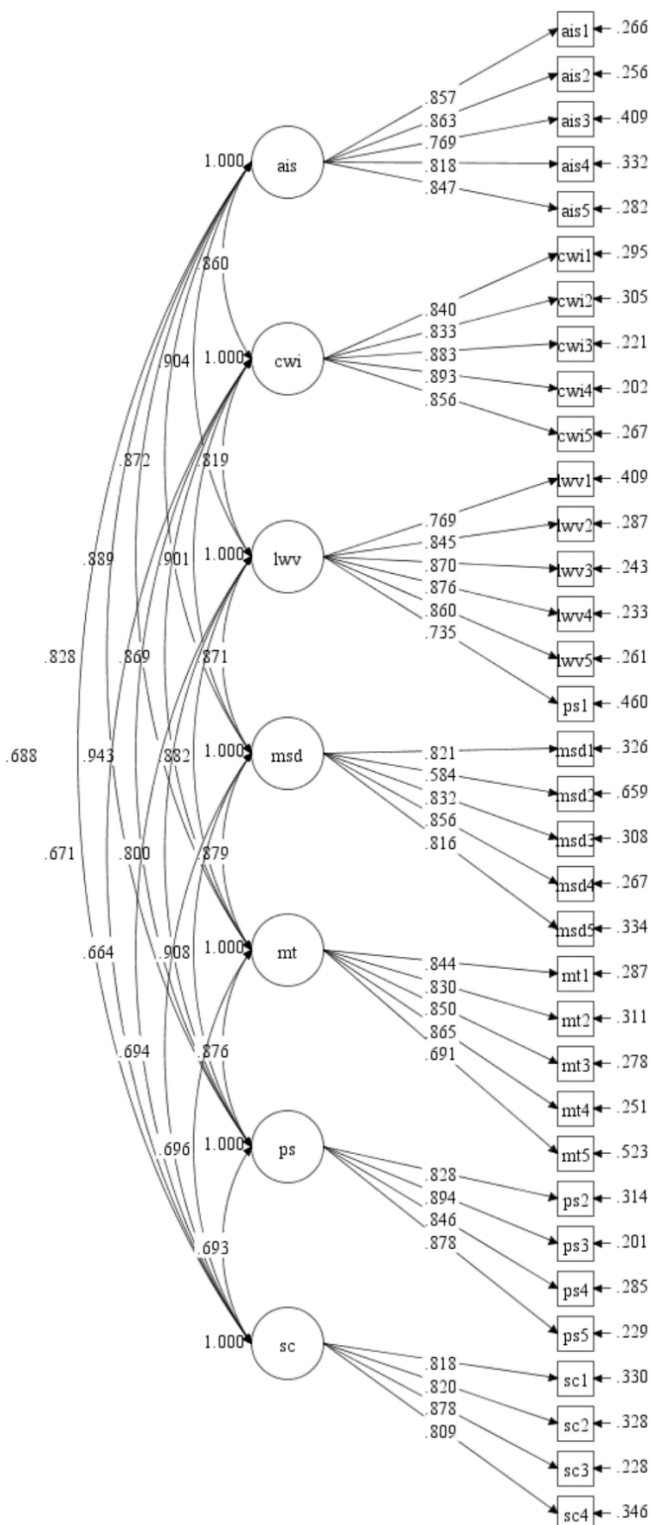 ais1 .266
ais2 .256
.857
.863
ais3 .409
.769
1.000 ais .818 ais4 .332
.847
ais5 .282
cwi1 .295
.860
cwi2 .305
.840
.833
cwi3 .221
.904 1.000 cwi .883
.893 cwi4 .202
.856
cwi5 .267
.872 .819
lwv1 .409
.769
lwv2 .287
.845
.889 .901 1.000 lwv .870 lwv3 .243
.876
.860 lwv4 .233
.735
.828 .869 .871 lwv5 .261
ps1 .460
msd1 .326
.688 .943 .882 1.000 msd .821
.584 msd2 .659
.832
.856 msd3 .308
.816
.671 .800 .879
msd4 .267
msd5 .334
.664 .908 1.000 mt .844 mt1 .287
.830
.850 mt2 .311
.865
.691 mt3 .278
.694 .876
mt4 .251
.696 1.000 ps mt5 .523
.828
.894 ps2 .314
.846
.878 ps3 .201
.693
ps4 .285
ps5 .229
1.000 sc .818 sc1 .330
.820
.878 sc2 .328
.809
sc3 .228
sc4 .346